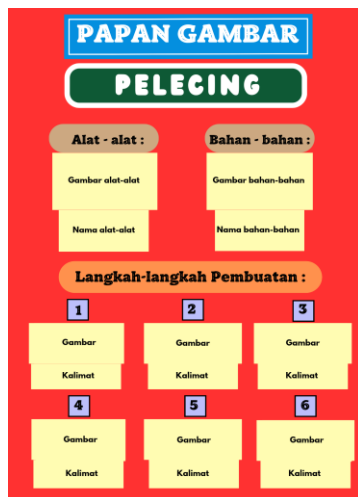 PAPAN GAMBAR
PELECING
Alat - alat :
Bahan - bahan :
Gambar alat-alat
Gambar bahan-bahan
Nama alat-alat
Nama bahan-bahan
Langkah-langkah Pembuatan :
1
2
3
Gambar
Gambar
Gambar
Kalimat
Kalimat
Kalimat
4
5
6
Gambar
Gambar
Gambar
Kalimat
Kalimat
Kalimat